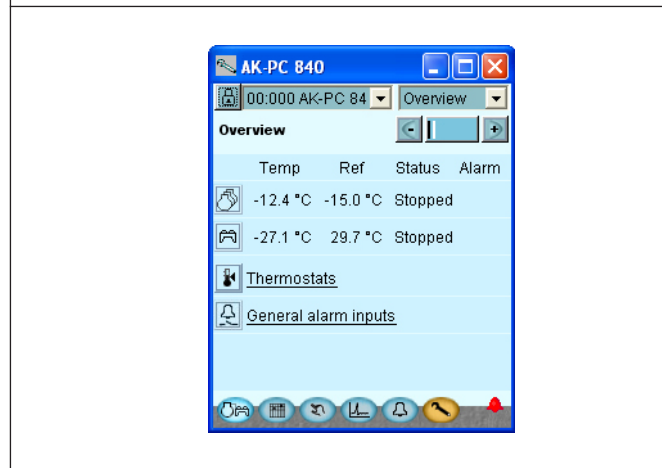 AK-PC 840
00:000 AK-PC 84 Overview
Overview
Temp Ref Status Alarm
-12.4 °C -15.0 °C Stopped
-27.1 °C 29.7 °C Stopped
Thermostats
General alarm inputs